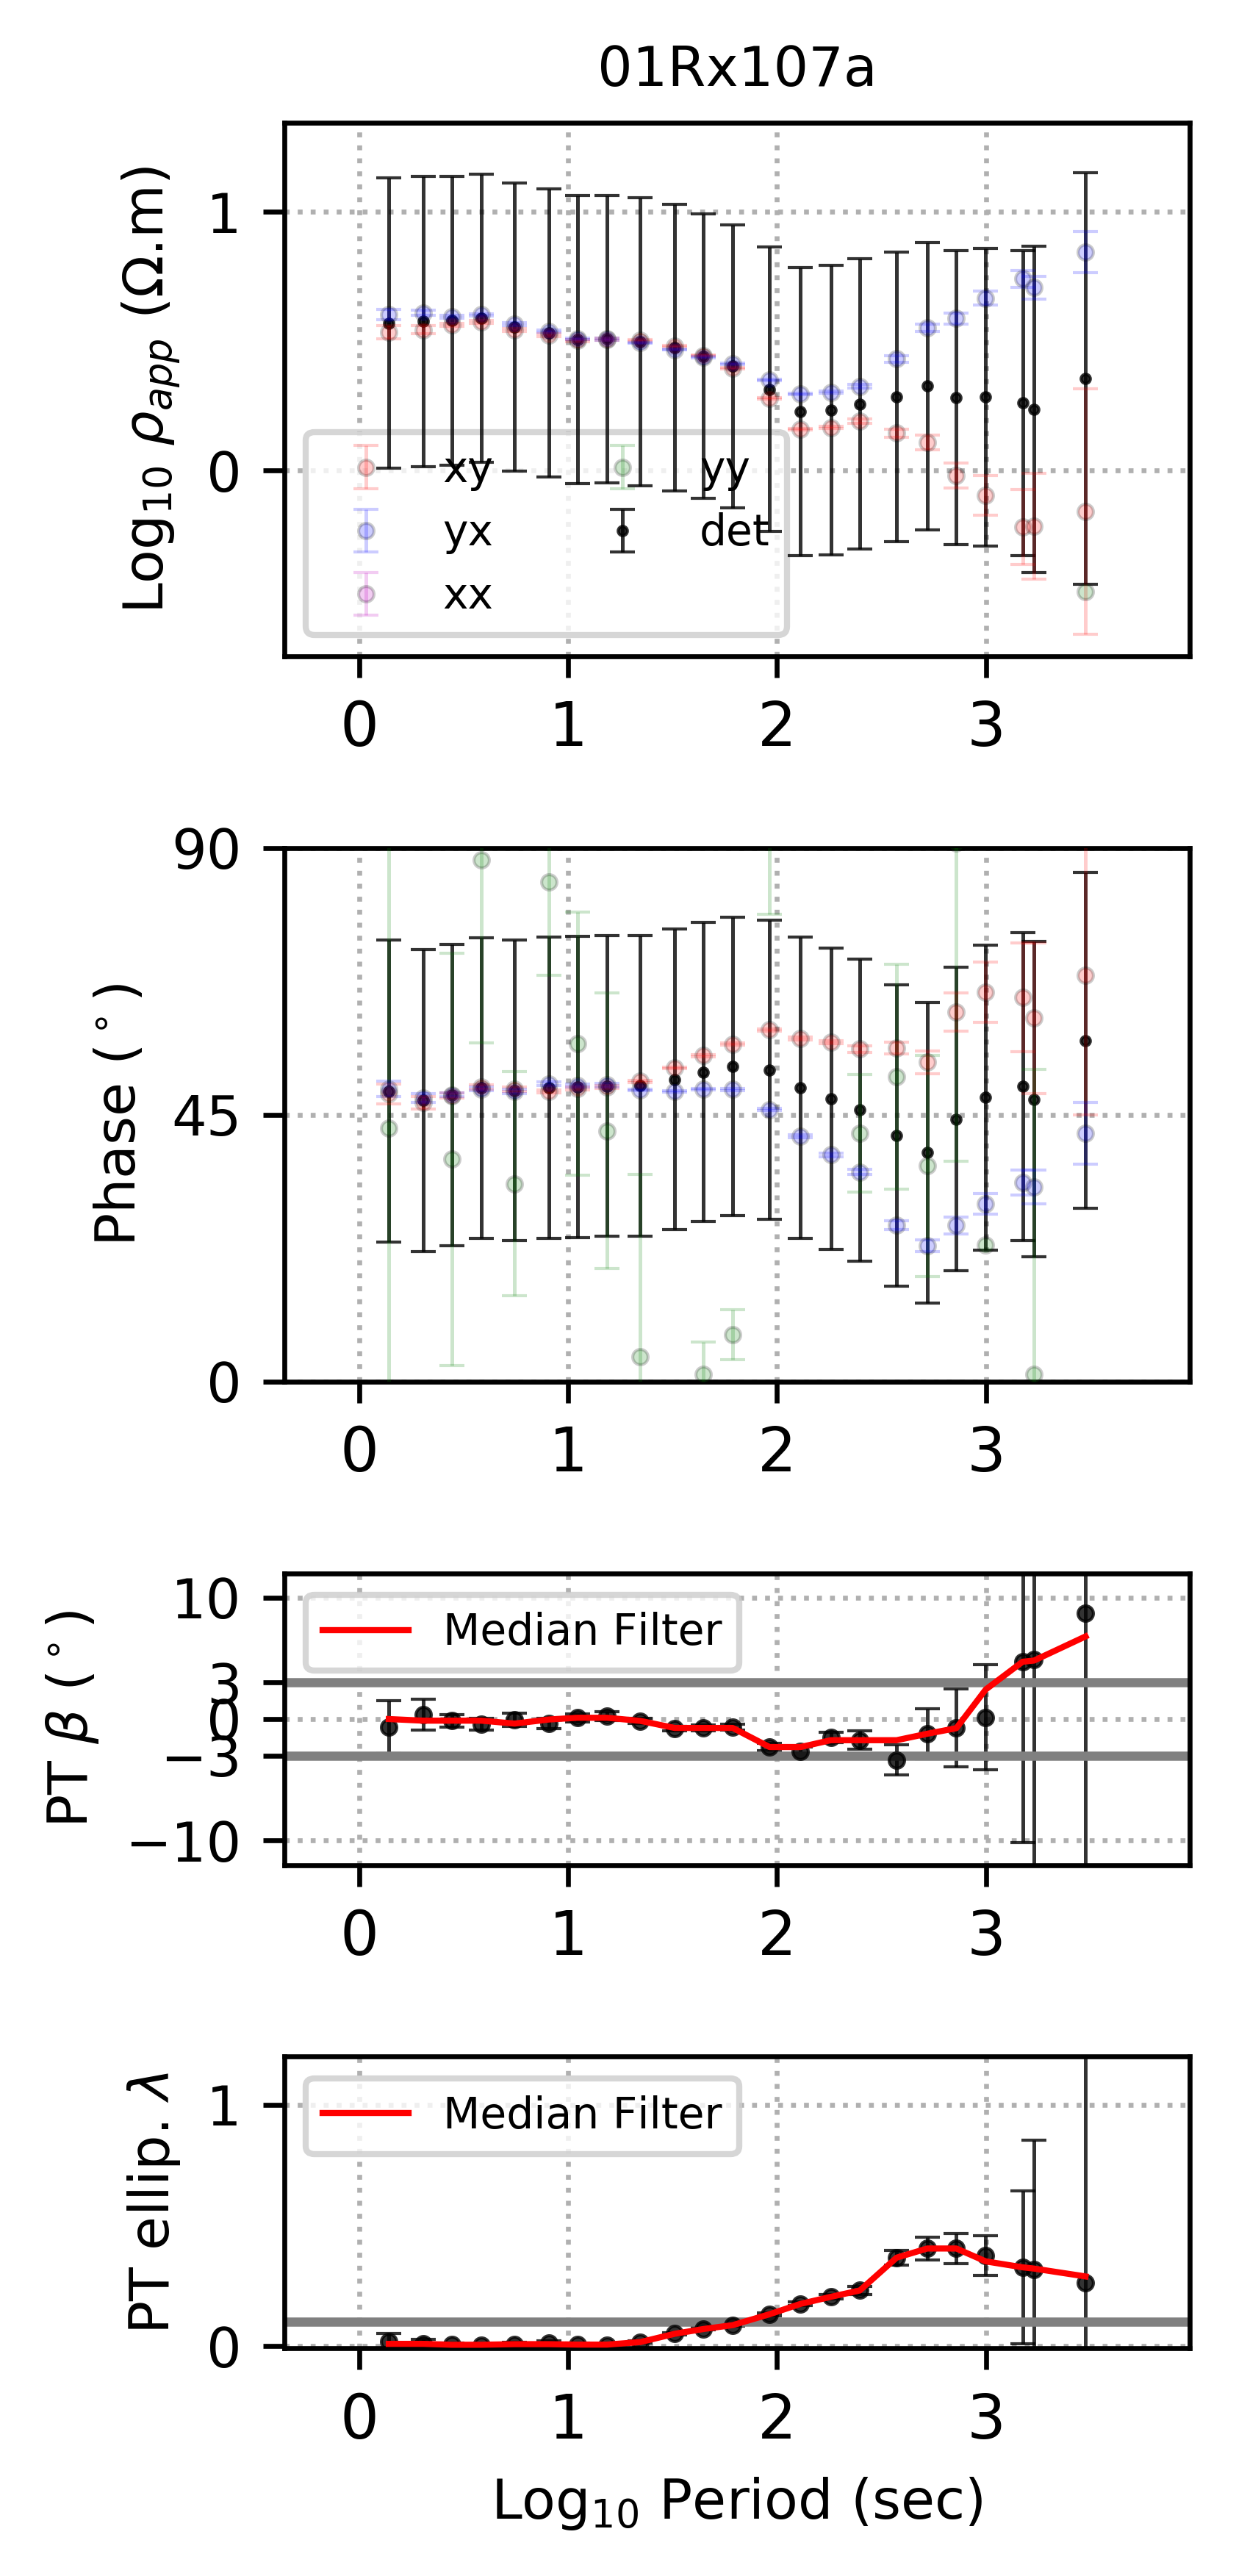 01Rx107a
Log10 ρapp (Ω.m)
1
0
xy
yy
yx
det
xx
0 1 2 3
Phase (°)
90
45
0
0 1 2 3
PT β (°)
10
3
0
−3
−10
Median Filter
0 1 2 3
PT ellip. λ
1
0
Median Filter
0 1 2 3
Log10 Period (sec)